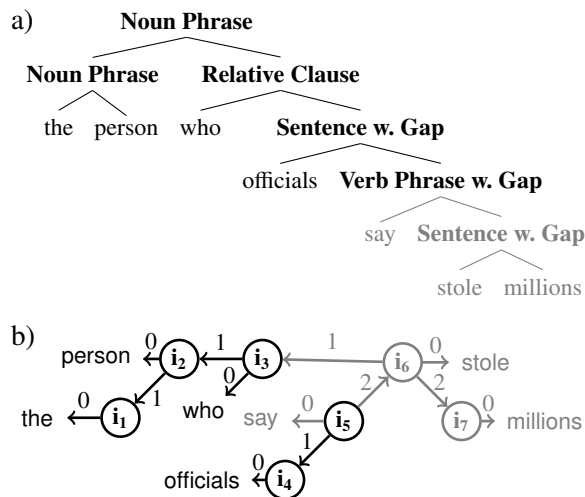 a) Noun Phrase
Noun Phrase Relative Clause
the person who Sentence w. Gap
officials Verb Phrase w. Gap
say Sentence w. Gap
stole millions
b)
person 0 i2 1 i3 1 i6 0 stole
the 0 i1 1 who 0 say 0 i5 2 2 i7 0 millions
officials 0 i4 1